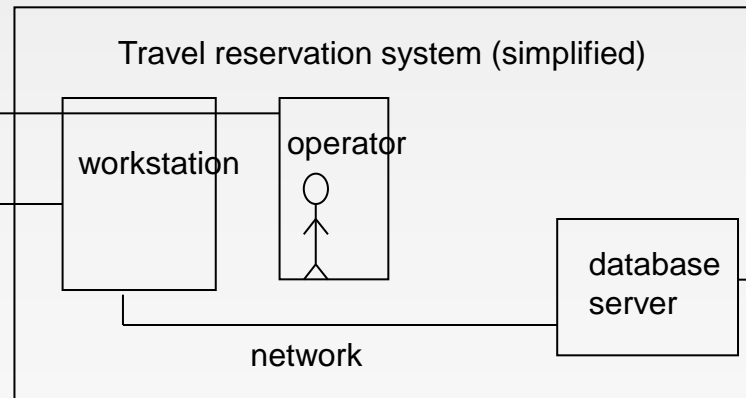 Travel reservation system (simplified)
operator
workstation
database
server
network